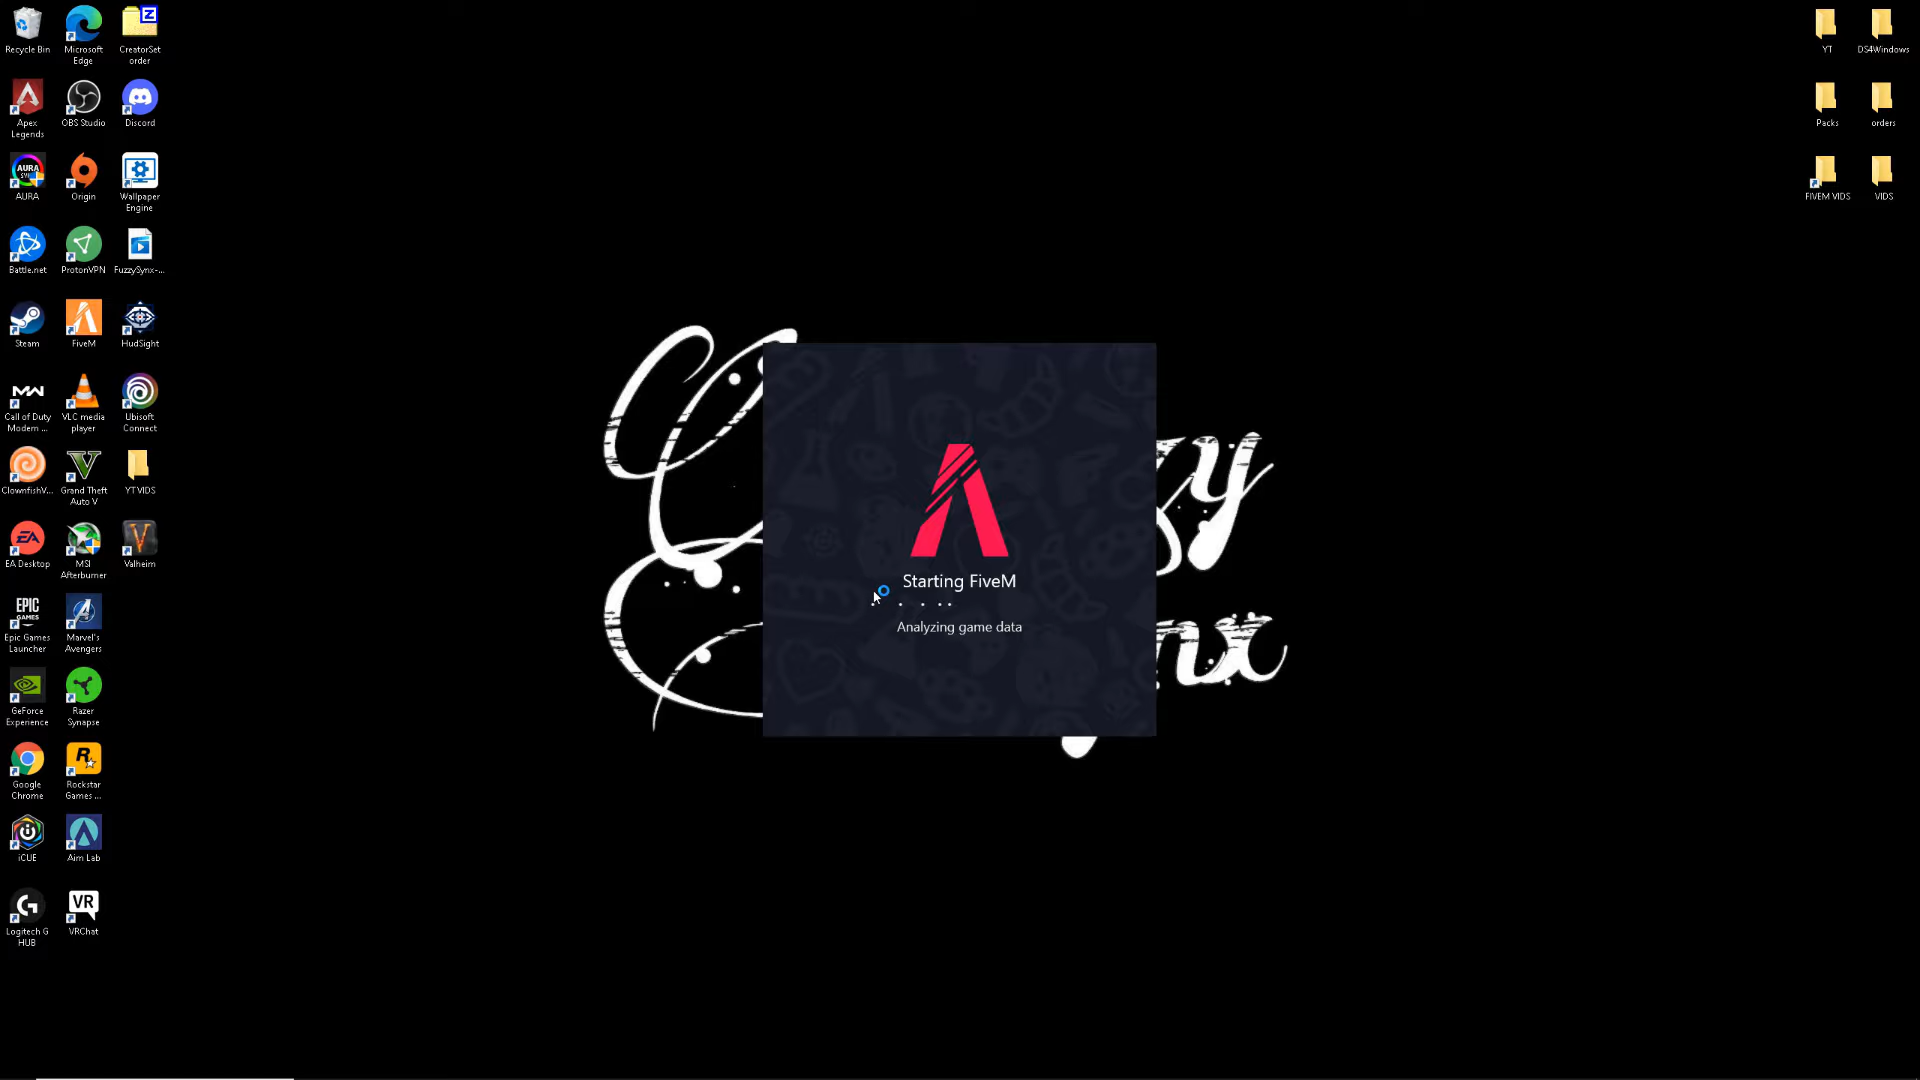 Recycle Bin
Microsoft
Edge
CreatorSet
order
Apex
Legends
OBS Studio
Discord
AURA
Origin
Wallpaper
Engine
Battle.net
ProtonVPN
FuzzySynx-...
Steam
FiveM
HudSight
Call of Duty
Modern ...
VLC media
player
Ubisoft
Connect
ClownfishV...
Grand Theft
Auto V
YT VIDS
EA Desktop
MSI
Afterburner
Valheim
Epic Games
Launcher
Marvel's
Avengers
GeForce
Experience
Razer
Synapse
Google
Chrome
Rockstar
Games ...
iCUE
Aim Lab
Logitech G
HUB
VRChat
Starting FiveM
Analyzing game data
YT
DS4Windows
Packs
orders
FIVEM VIDS
VIDS